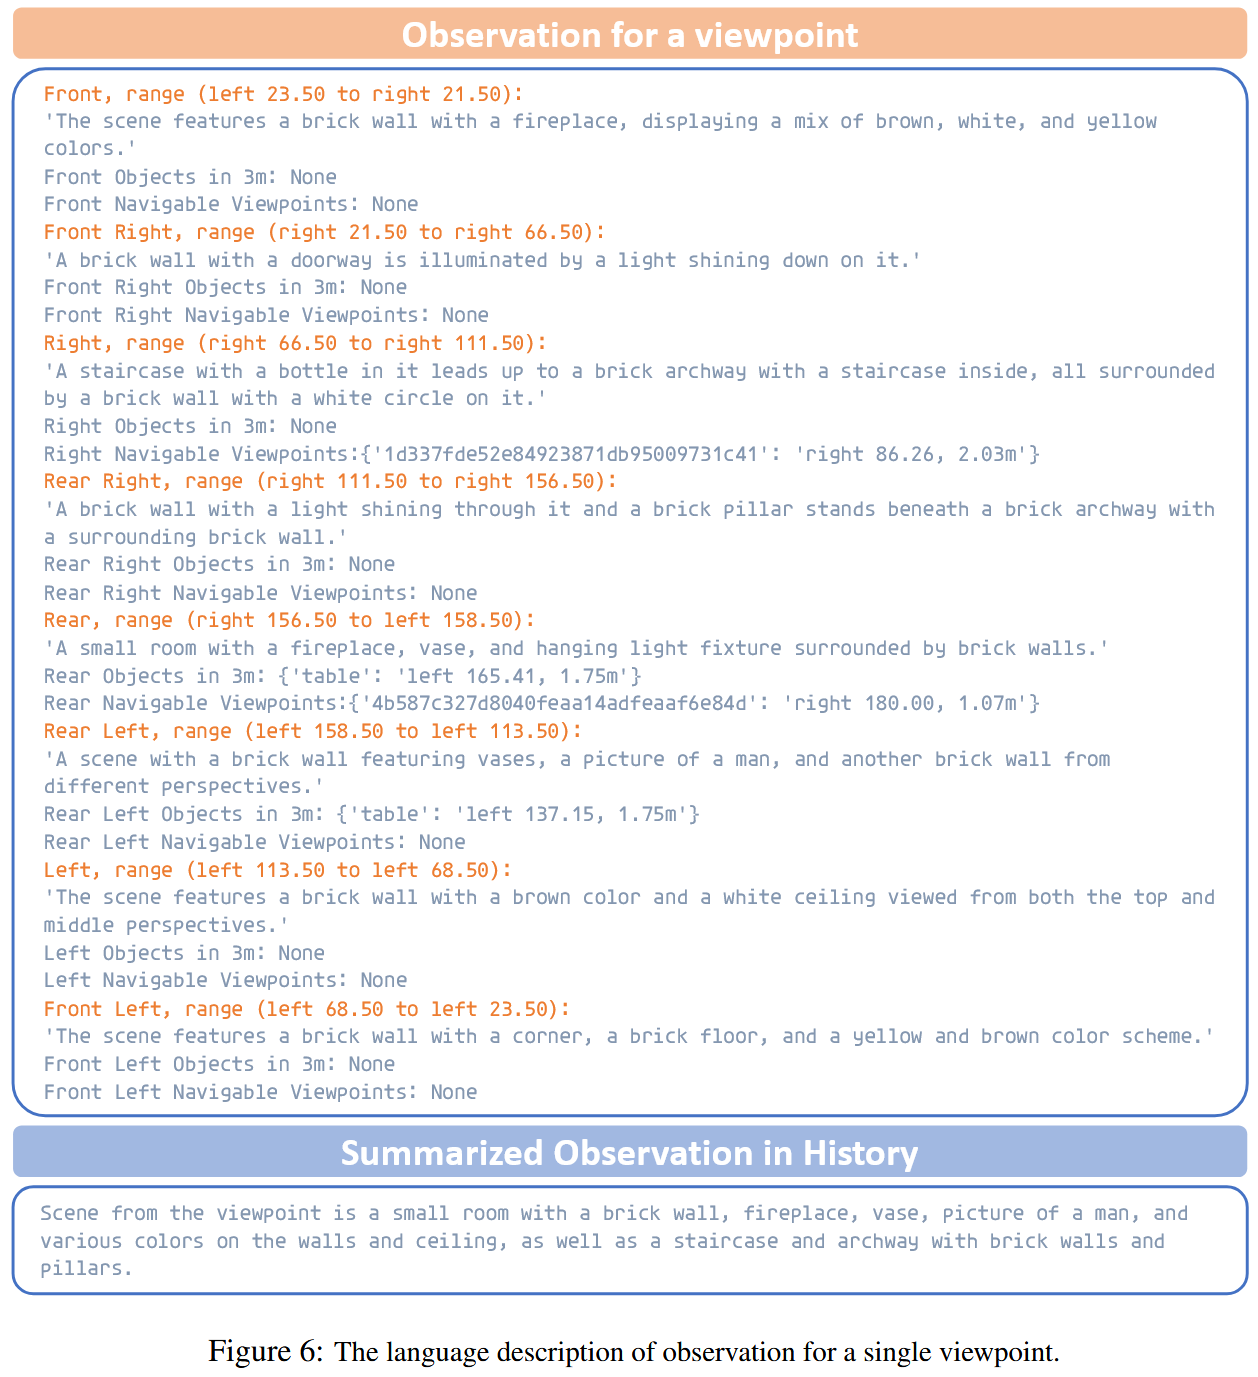 Observation for a viewpoint
Front, range (left 23.50 to right 21.50):
'The scene features a brick wall with a fireplace, displaying a mix of brown, white, and yellow
colors.'
Front Objects in 3m: None
Front Navigable Viewpoints: None
Front Right, range (right 21.50 to right 66.50):
'A brick wall with a doorway is illuminated by a light shining down on it.'
Front Right Objects in 3m: None
Front Right Navigable Viewpoints: None
Right, range (right 66.50 to right 111.50):
'A staircase with a bottle in it leads up to a brick archway with a staircase inside, all surrounded
by a brick wall with a white circle on it.'
Right Objects in 3m: None
Right Navigable Viewpoints:{'1d337fde52e84923871db95009731c41': 'right 86.26, 2.03m'}
Rear Right, range (right 111.50 to right 156.50):
'A brick wall with a light shining through it and a brick pillar stands beneath a brick archway with
a surrounding brick wall.'
Rear Right Objects in 3m: None
Rear Right Navigable Viewpoints: None
Rear, range (right 156.50 to left 158.50):
'A small room with a fireplace, vase, and hanging light fixture surrounded by brick walls.'
Rear Objects in 3m: {'table': 'left 165.41, 1.75m'}
Rear Navigable Viewpoints:{'4b587c327d8040feaa14adfeaaf6e84d': 'right 180.00, 1.07m'}
Rear Left, range (left 158.50 to left 113.50):
'A scene with a brick wall featuring vases, a picture of a man, and another brick wall from
different perspectives.'
Rear Left Objects in 3m: {'table': 'left 137.15, 1.75m'}
Rear Left Navigable Viewpoints: None
Left, range (left 113.50 to left 68.50):
'The scene features a brick wall with a brown color and a white ceiling viewed from both the top and
middle perspectives.'
Left Objects in 3m: None
Left Navigable Viewpoints: None
Front Left, range (left 68.50 to left 23.50):
'The scene features a brick wall with a corner, a brick floor, and a yellow and brown color scheme.'
Front Left Objects in 3m: None
Front Left Navigable Viewpoints: None
Summarized Observation in History
Scene from the viewpoint is a small room with a brick wall, fireplace, vase, picture of a man, and
various colors on the walls and ceiling, as well as a staircase and archway with brick walls and
pillars.
Figure 6: The language description of observation for a single viewpoint.